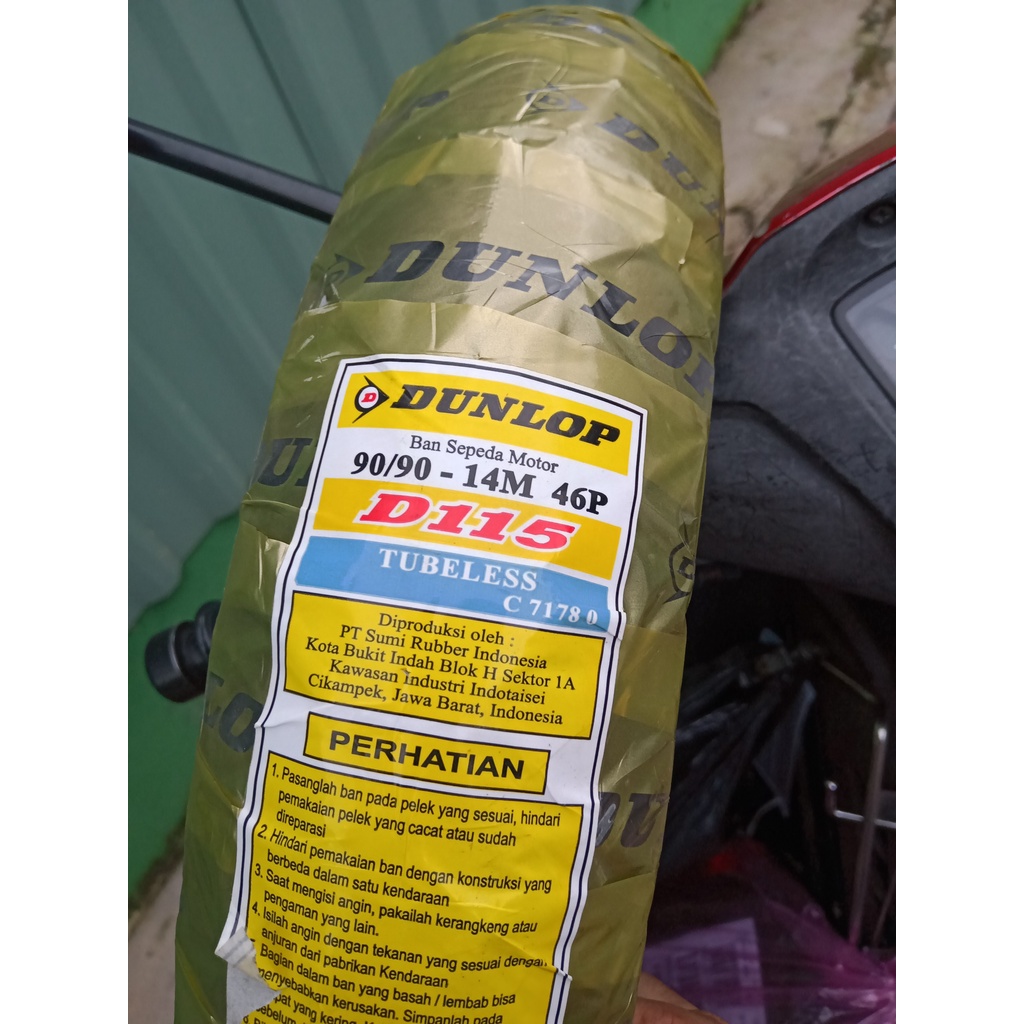 DUNLOP
DUNLOP
Ban Sepeda Motor
90/90 - 14M 46P
D115
TUBELESS
C 7178 0
Diproduksi oleh :
PT Sumi Rubber Indonesia
Kota Bukit Indah Blok H Sektor 1A
Kawasan Industri Indotaisei
Cikampek, Jawa Barat, Indonesia
PERHATIAN
1. Pasanglah ban pada pelek yang sesuai, hindari
pemakaian pelek yang cacat atau sudah
direparasi
2. Hindari pemakaian ban dengan konstruksi yang
berbeda dalam satu kendaraan
3. Saat mengisi angin, pakailah kerangkeng atau
pengaman yang lain.
4. Isilah angin dengan tekanan yang sesuai dengan
anjuran dari pabrikan Kendaraan
Bagian dalam ban yang basah / lembab bisa
menyebabkan kerusakan. Simpanlah pada
yang kering.